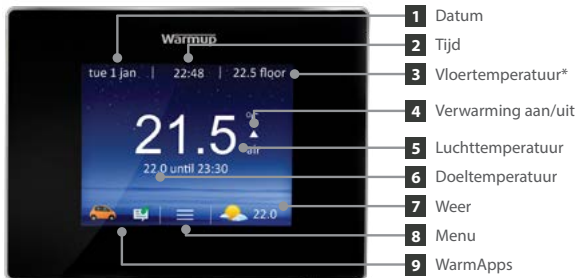 Warmup
tue 1 jan | 22:48 | 22.5 floor
21.5 °F
air
22.0 until 23:30
22.0
1 Datum
2 Tijd
3 Vloertemperatuur*
4 Verwarming aan/uit
5 Luchttemperatuur
6 Doeltemperatuur
7 Weer
8 Menu
9 WarmApps